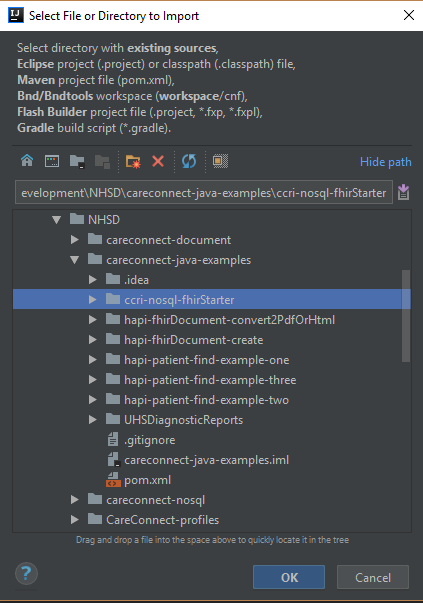 Select File or Directory to Import
Select directory with existing sources,
Eclipse project (.project) or classpath (.classpath) file,
Maven project file (pom.xml),
Bnd/Bndtools workspace (workspace/cnf),
Flash Builder project file (.project, *.fxp, *.fxpl),
Gradle build script (*.gradle).
Hide path
evelopment\NHSD\careconnect-java-examples\ccri-nosql-fhirStarter
NHSD
careconnect-document
careconnect-java-examples
.idea
ccri-nosql-fhirStarter
hapi-fhirDocument-convert2PdfOrHtml
hapi-fhirDocument-create
hapi-patient-find-example-one
hapi-patient-find-example-three
hapi-patient-find-example-two
UHSDiagnosticReports
.gitignore
careconnect-java-examples.iml
pom.xml
careconnect-nosql
CareConnect-profiles
Drag and drop a file into the space above to quickly locate it in the tree
?
OK
Cancel